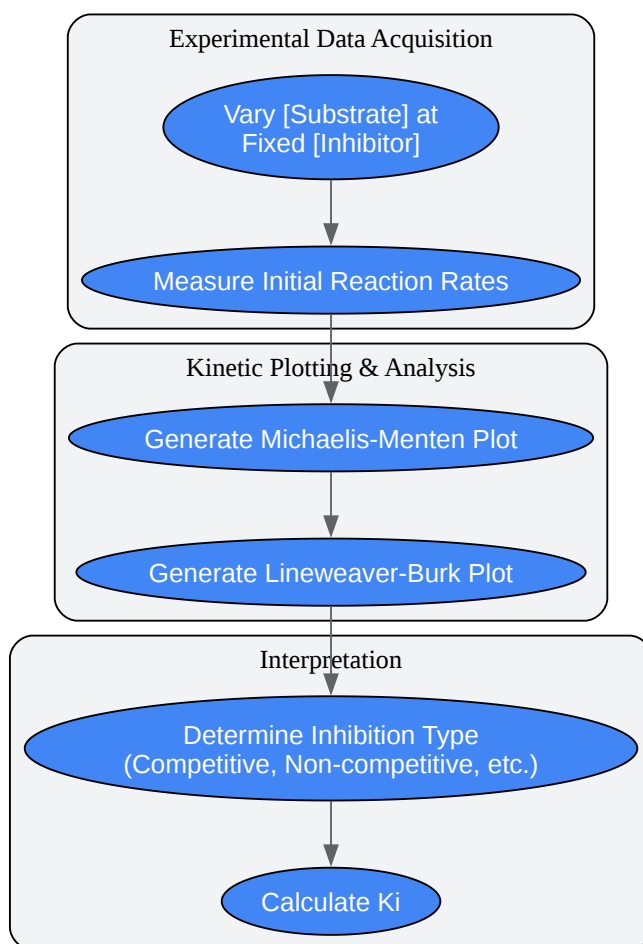 Experimental Data Acquisition
Vary [Substrate] at
Fixed [Inhibitor]
Measure Initial Reaction Rates
Kinetic Plotting & Analysis
Generate Michaelis-Menten Plot
Generate Lineweaver-Burk Plot
Interpretation
Determine Inhibition Type
(Competitive, Non-competitive, etc.)
Calculate Ki